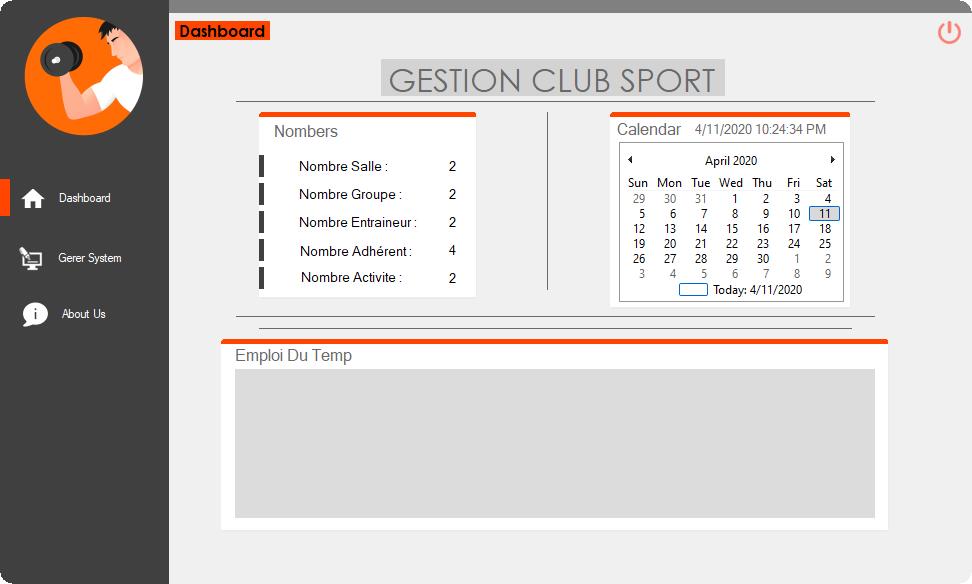 Dashboard
GESTION CLUB SPORT
Dashboard
Gerer System
i
About Us
Nombers
Nombre Salle : 2
Nombre Groupe : 2
Nombre Entraineur : 2
Nombre Adhérent : 4
Nombre Activite : 2
Calendar 4/11/2020 10:24:34 PM
April 2020
Sun Mon Tue Wed Thu Fri Sat
29 30 31 1 2 3 4
5 6 7 8 9 10 11
12 13 14 15 16 17 18
19 20 21 22 23 24 25
26 27 28 29 30 1 2
3 4 5 6 7 8 9
Today: 4/11/2020
Emploi Du Temp